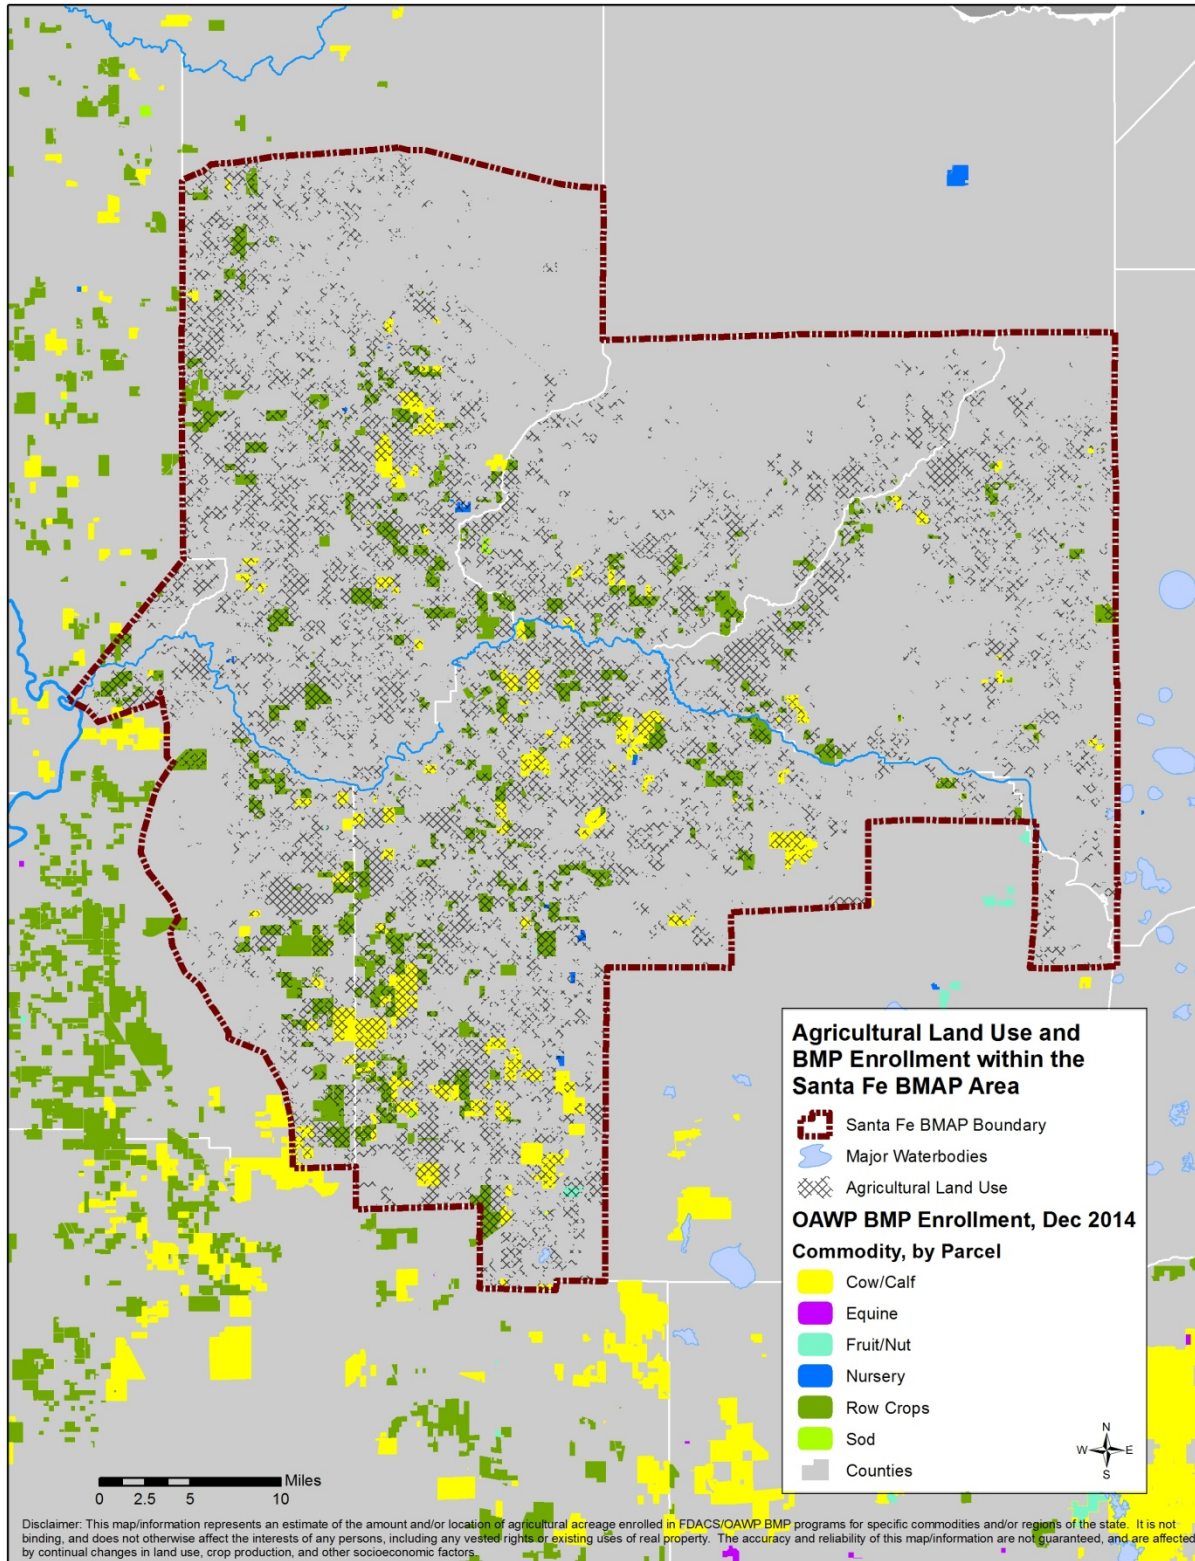 Agricultural Land Use and
BMP Enrollment within the
Santa Fe BMAP Area
Santa Fe BMAP Boundary
Major Waterbodies
Agricultural Land Use
OAWP BMP Enrollment, Dec 2014
Commodity, by Parcel
Cow/Calf
Equine
Fruit/Nut
Nursery
Row Crops
Sod
Counties
N
W E
S
Miles
0 2.5 5 10
Disclaimer: This map/information represents an estimate of the amount and/or location of agricultural acreage enrolled in FDACS/OAWP BMP programs for specific commodities and/or regions of the state. It is not
binding, and does not otherwise affect the interests of any persons, including any vested rights or existing uses of real property. The accuracy and reliability of this map/information are not guaranteed, and are affected
by continual changes in land use, crop production, and other socioeconomic factors.